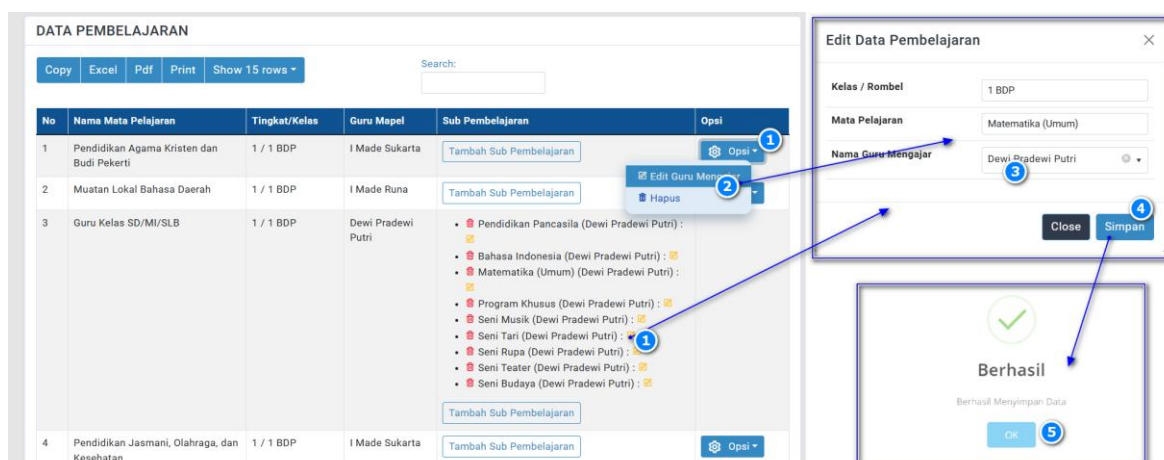 DATA PEMBELAJARAN
Copy Excel Pdf Print Show 15 rows
Search:
No Nama Mata Pelajaran Tingkat/Kelas Guru Mapel Sub Pembelajaran Opsi
1 Pendidikan Agama Kristen dan 1 / 1 BDP I Made Sukarta Tambah Sub Pembelajaran Opsi 1
Budi Pekerti
Edit Guru Mengajar 2
Hapus
2 Muatan Lokal Bahasa Daerah 1 / 1 BDP I Made Runa Tambah Sub Pembelajaran
3 Guru Kelas SD/MI/SLB 1 / 1 BDP Dewi Pradewi • Pendidikan Pancasila (Dewi Pradewi Putri) :
Putri
• Bahasa Indonesia (Dewi Pradewi Putri) :
• Matematika (Umum) (Dewi Pradewi Putri) :
• Program Khusus (Dewi Pradewi Putri) :
• Seni Musik (Dewi Pradewi Putri) :
• Seni Tari (Dewi Pradewi Putri) : 1
• Seni Rupa (Dewi Pradewi Putri) :
• Seni Teater (Dewi Pradewi Putri) :
• Seni Budaya (Dewi Pradewi Putri) :
Tambah Sub Pembelajaran
4 Pendidikan Jasmani, Olahraga, dan 1 / 1 BDP I Made Sukarta Tambah Sub Pembelajaran Opsi
Kesehatan
Edit Data Pembelajaran
Kelas / Rombel 1 BDP
Mata Pelajaran Matematika (Umum)
Nama Guru Mengajar Dewi Pradewi Putri
3
4
Close Simpan
Berhasil
Berhasil Menyimpan Data
OK 5